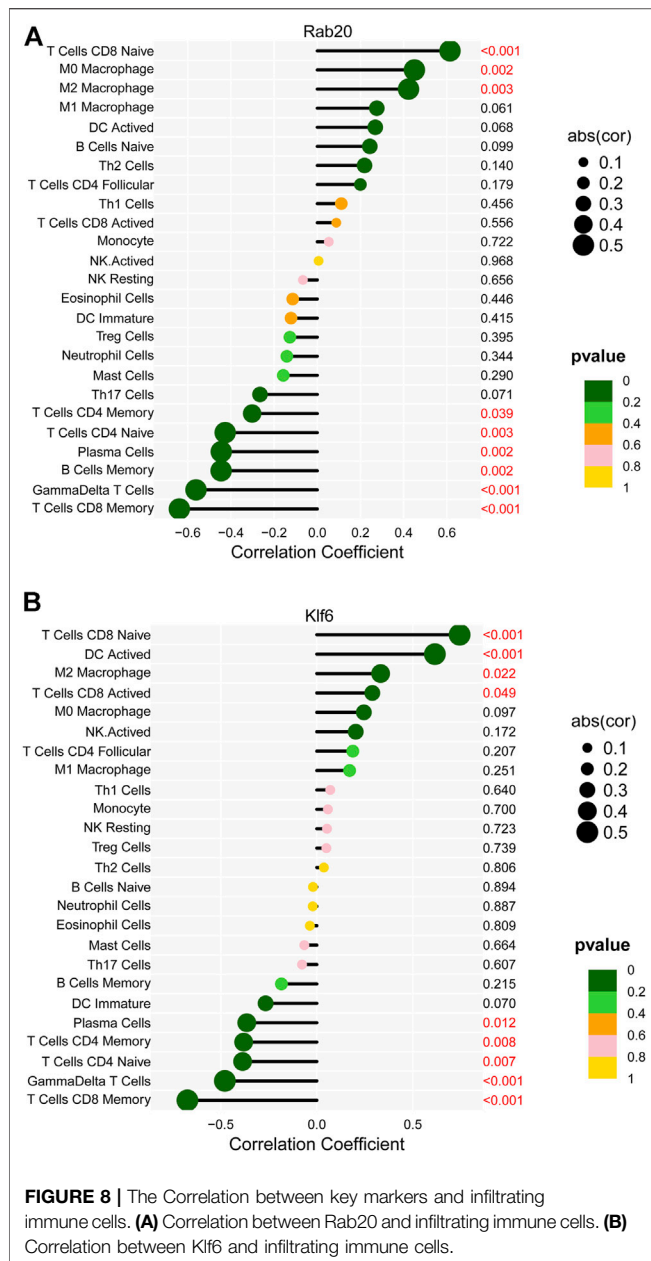 A
Rab20
T Cells CD8 Naive <0.001
M0 Macrophage 0.002
M2 Macrophage 0.003
M1 Macrophage 0.061
DC Actived 0.068
B Cells Naive 0.099
Th2 Cells 0.140
T Cells CD4 Follicular 0.179
Th1 Cells 0.456
T Cells CD8 Actived 0.556
Monocyte 0.722
NK.Actived 0.968
NK Resting 0.656
Eosinophil Cells 0.446
DC Immature 0.415
Treg Cells 0.395
Neutrophil Cells 0.344
Mast Cells 0.290
Th17 Cells 0.071
T Cells CD4 Memory 0.039
T Cells CD4 Naive 0.003
Plasma Cells 0.002
B Cells Memory 0.002
GammaDelta T Cells <0.001
T Cells CD8 Memory <0.001
−0.6 −0.4 −0.2 0.0 0.2 0.4 0.6
Correlation Coefficient
abs(cor)
0.1
0.2
0.3
0.4
0.5
pvalue
0
0.2
0.4
0.6
0.8
1
B
Klf6
T Cells CD8 Naive <0.001
DC Actived <0.001
M2 Macrophage 0.022
T Cells CD8 Actived 0.049
M0 Macrophage 0.097
NK.Actived 0.172
T Cells CD4 Follicular 0.207
M1 Macrophage 0.251
Th1 Cells 0.640
Monocyte 0.700
NK Resting 0.723
Treg Cells 0.739
Th2 Cells 0.806
B Cells Naive 0.894
Neutrophil Cells 0.887
Eosinophil Cells 0.809
Mast Cells 0.664
Th17 Cells 0.607
B Cells Memory 0.215
DC Immature 0.070
Plasma Cells 0.012
T Cells CD4 Memory 0.008
T Cells CD4 Naive 0.007
GammaDelta T Cells <0.001
T Cells CD8 Memory <0.001
−0.5 0.0 0.5
Correlation Coefficient
abs(cor)
0.1
0.2
0.3
0.4
0.5
pvalue
0
0.2
0.4
0.6
0.8
1
FIGURE 8 | The Correlation between key markers and infiltrating
immune cells. (A) Correlation between Rab20 and infiltrating immune cells. (B)
Correlation between Klf6 and infiltrating immune cells.